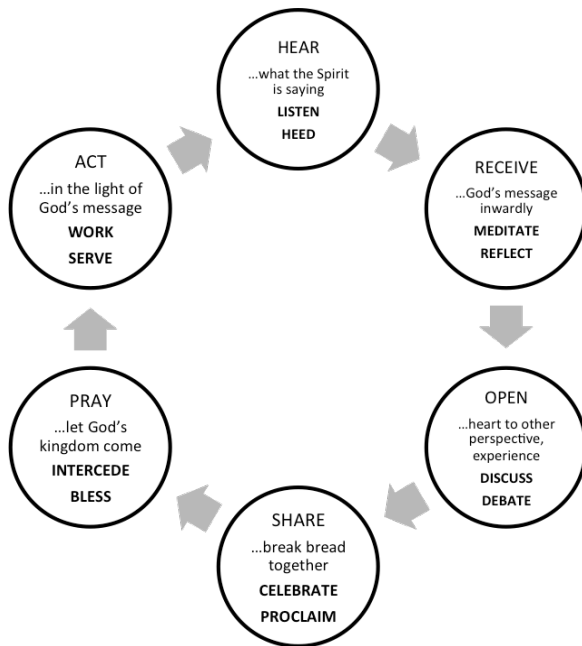 HEAR
...what the Spirit
is saying
LISTEN
HEED
RECEIVE
...God's message
inwardly
MEDITATE
REFLECT
OPEN
...heart to other
perspective,
experience
DISCUSS
DEBATE
SHARE
...break bread
together
CELEBRATE
PROCLAIM
PRAY
...let God's
kingdom come
INTERCEDE
BLESS
ACT
...in the light of
God's message
WORK
SERVE